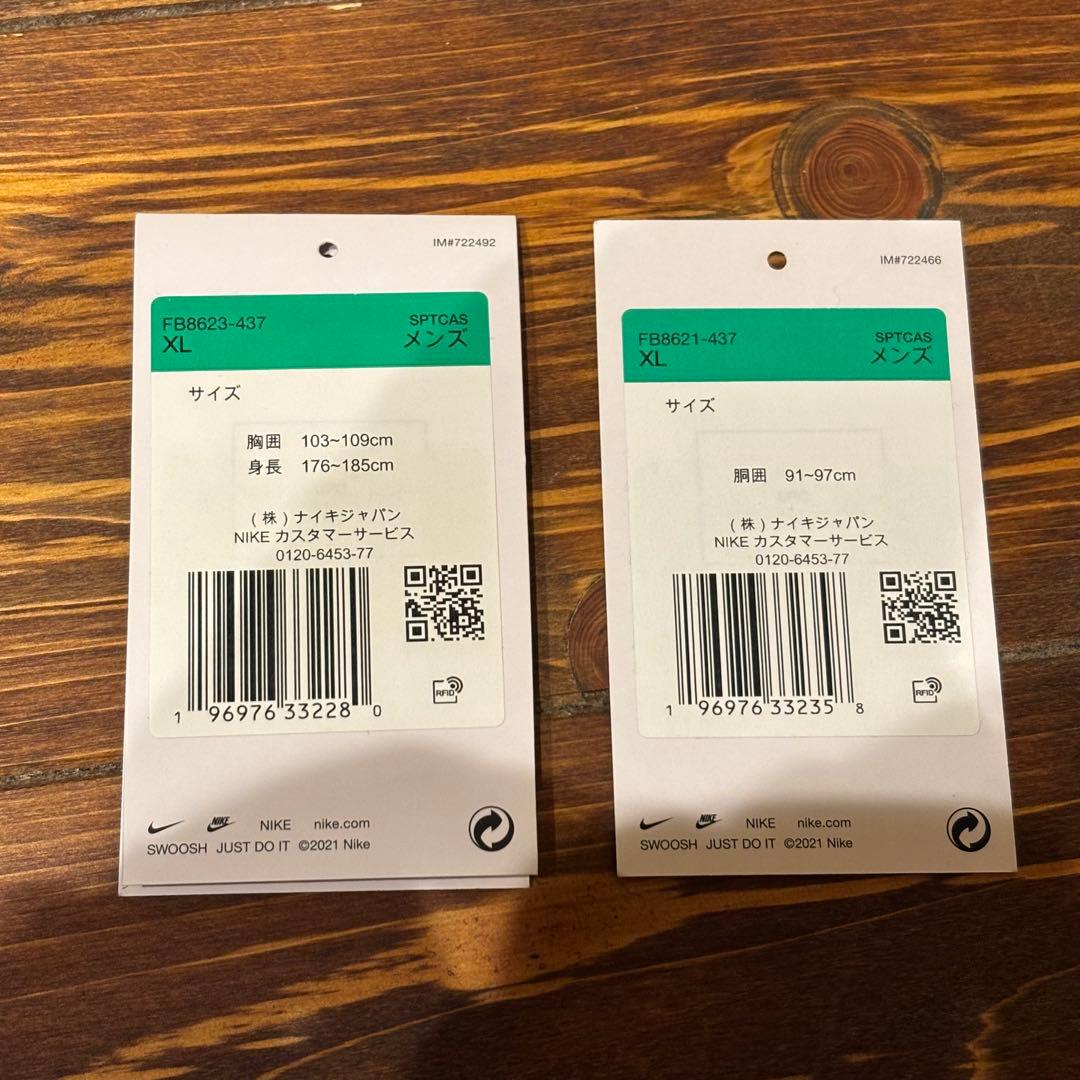 IM#722492
FB8623-437
SPTCAS
XL
メンズ
サイズ
胸囲 103~109cm
身長 176~185cm
(株)ナイキジャパン
NIKE カスタマーサービス
0120-6453-77
1 96976 33228 0
RFID
NIKE NIKE nike.com
SWOOSH JUST DO IT ©2021 Nike
IM#722466
FB8621-437
SPTCAS
XL
メンズ
サイズ
胴囲 91~97cm
(株)ナイキジャパン
NIKE カスタマーサービス
0120-6453-77
1 96976 33235 8
RFID
NIKE NIKE nike.com
SWOOSH JUST DO IT ©2021 Nike